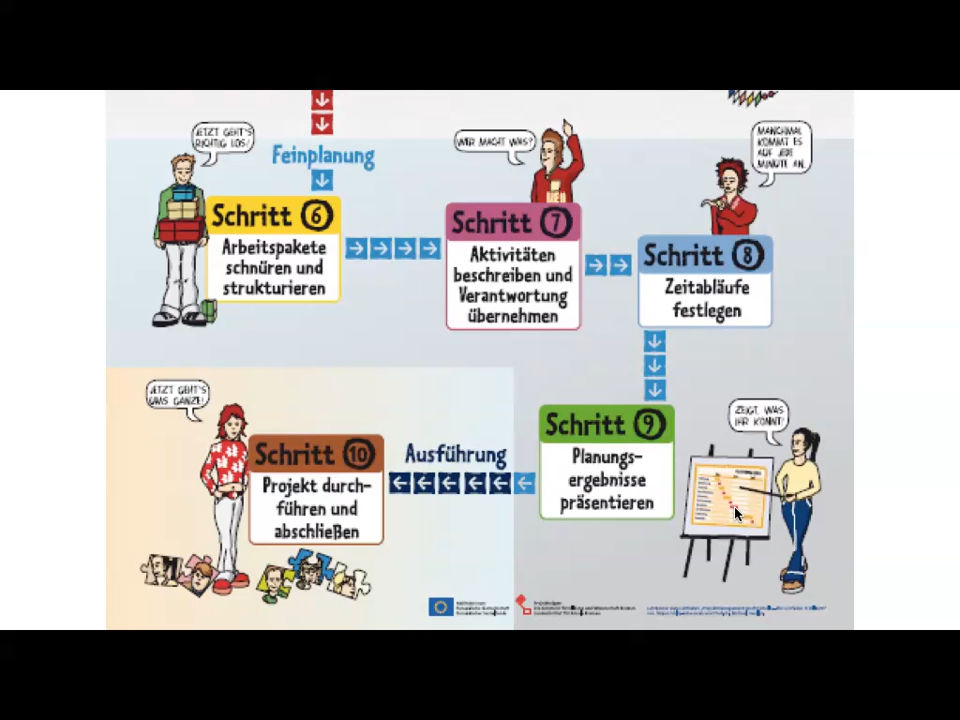 JETZT GEHT'S
RICHTIG LOS!
Feinplanung
WER MACHT WAS?
MANCHMAL
KOMMT ES
AUF JEDE
MINUTE AN.
Schritt 6
Arbeitspakete
schnüren und
strukturieren
Schritt 7
Aktivitäten
beschreiben und
Verantwortung
übernehmen
Schritt 8
Zeitabläufe
festlegen
JETZT GEHT'S
UMS GANZE!
Schritt 10
Projekt durch-
führen und
abschließen
Ausführung
Schritt 9
Planungs-
ergebnisse
präsentieren
ZEIGT, WAS
IHR KÖNNT!